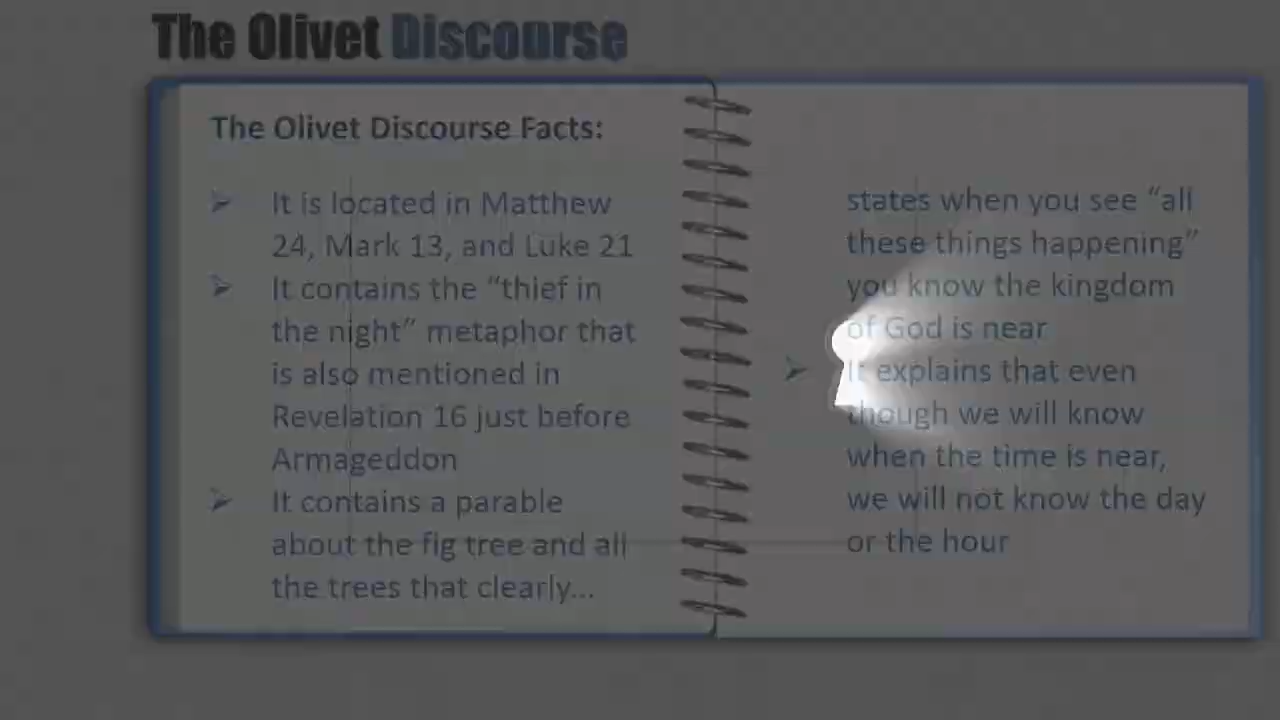 The Olivet Discourse
The Olivet Discourse Facts:
It is located in Matthew
24, Mark 13, and Luke 21
It contains the “thief in
the night” metaphor that
is also mentioned in
Revelation 16 just before
Armageddon
It contains a parable
about the fig tree and all
the trees that clearly...
states when you see “all
these things happening”
you know the kingdom
of God is near
It explains that even
though we will know
when the time is near,
we will not know the day
or the hour